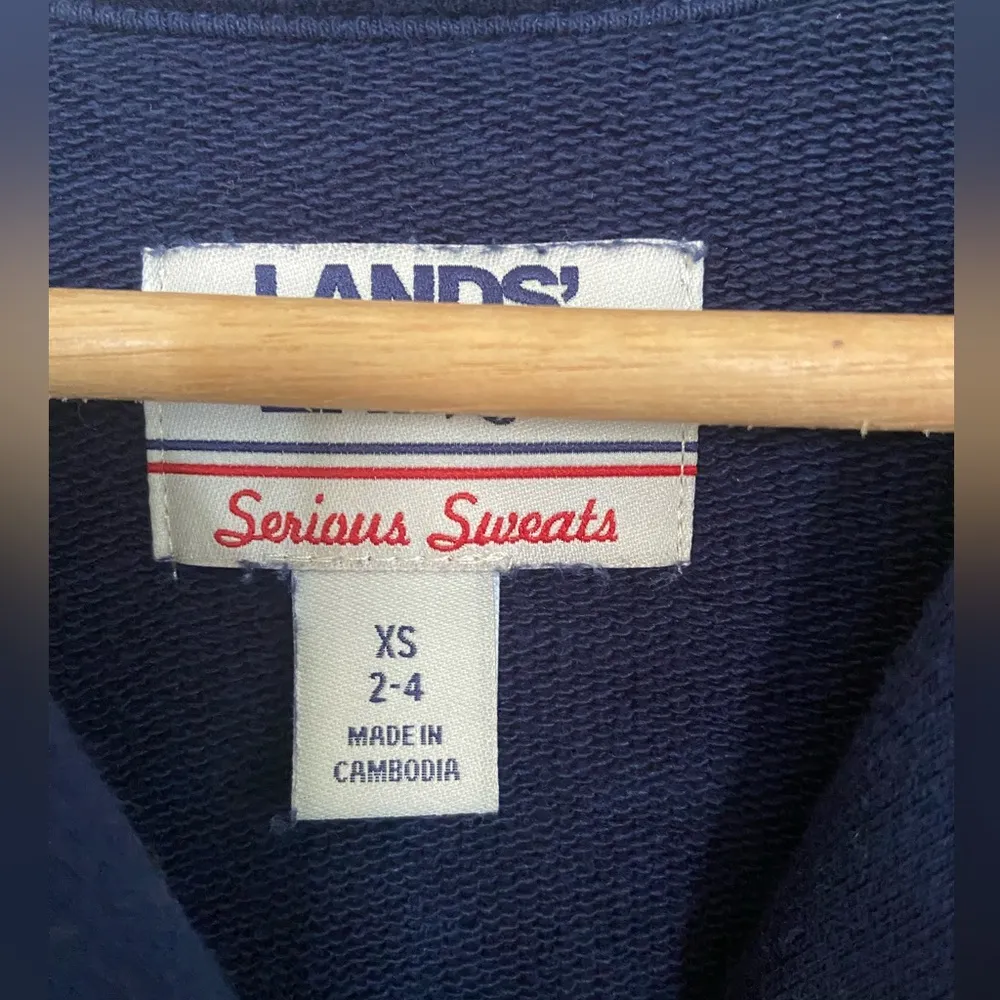 LANDS'
Serious Sweats
XS
2-4
MADE IN
CAMBODIA